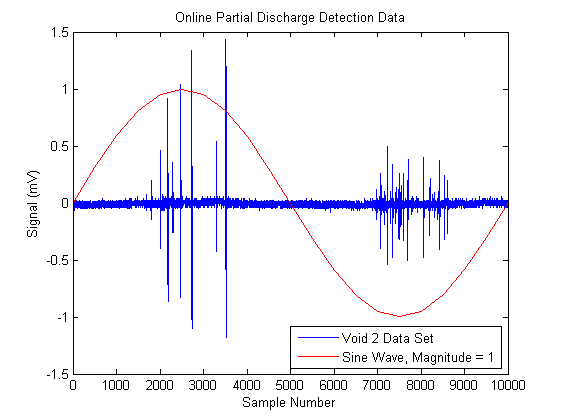 Online Partial Discharge Detection Data
1.5
1
0.5
0
-0.5
-1
-1.5
Signal (mV)
0 1000 2000 3000 4000 5000 6000 7000 8000 9000 10000
Sample Number
Void 2 Data Set
Sine Wave, Magnitude = 1